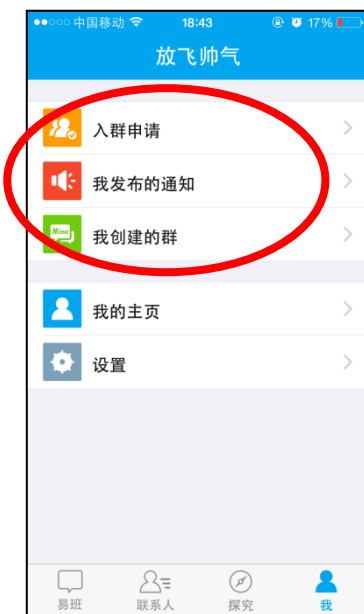 中国移动 18:43 17%
放飞帅气
入群申请
我发布的通知
Mine
我创建的群
我的主页
设置
易班 联系人 探究 我